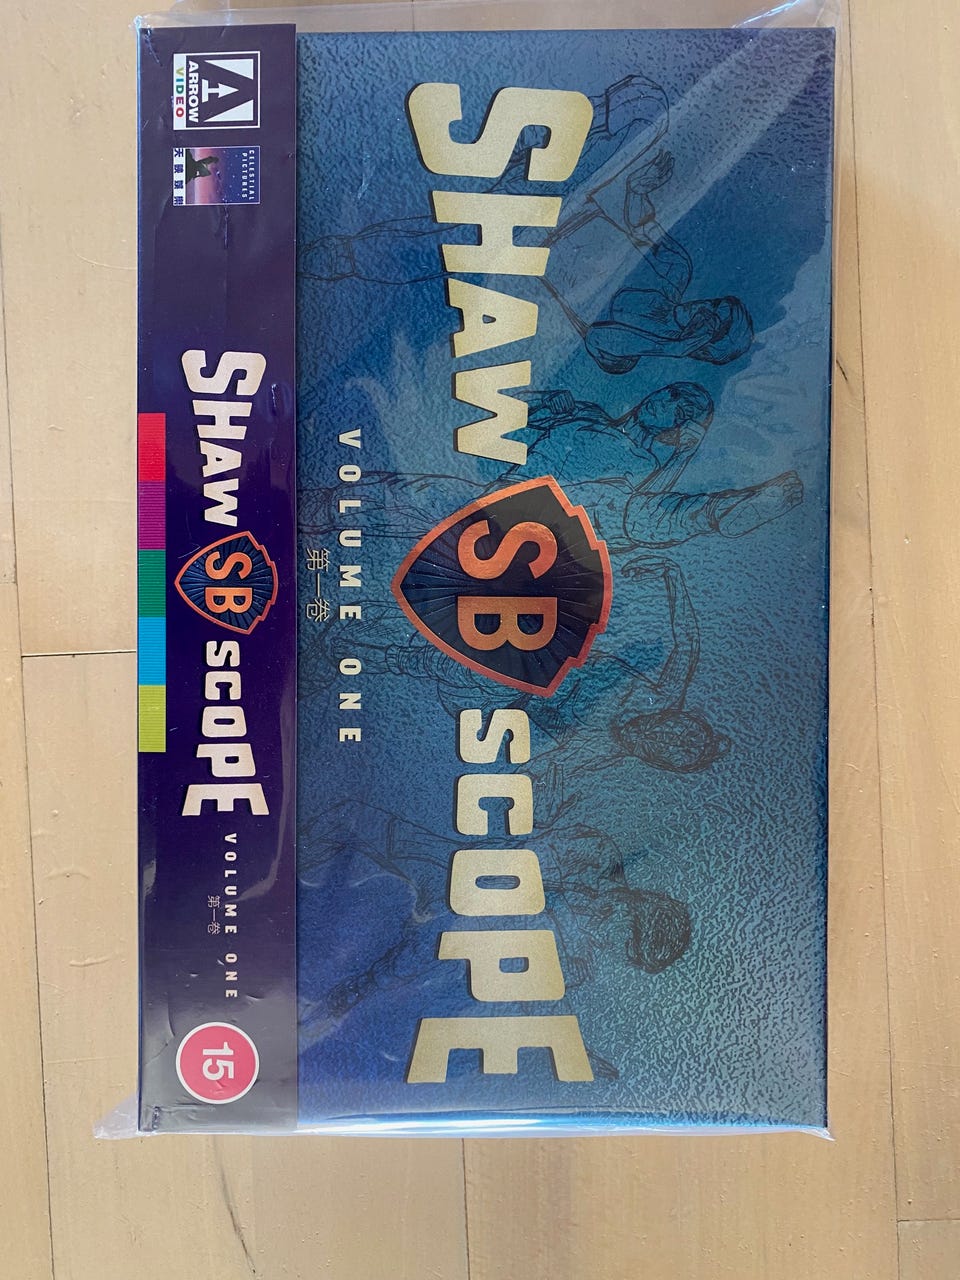 SHAW SB SCOPE
VOLUME ONE
第一卷
ARROW
VIDEO
CELESTIAL
PICTURES
天映娛樂
SHAW SB SCOPE
VOLUME ONE
第一卷
15